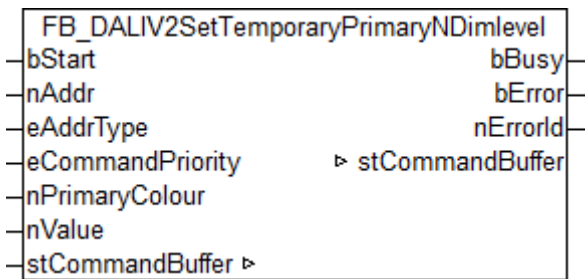 FB_DALIV2SetTemporaryPrimaryNDimlevel
bStart bBusy
nAddr bError
eAddrType nErrorId
eCommandPriority ▹ stCommandBuffer
nPrimaryColour
nValue
stCommandBuffer ▹